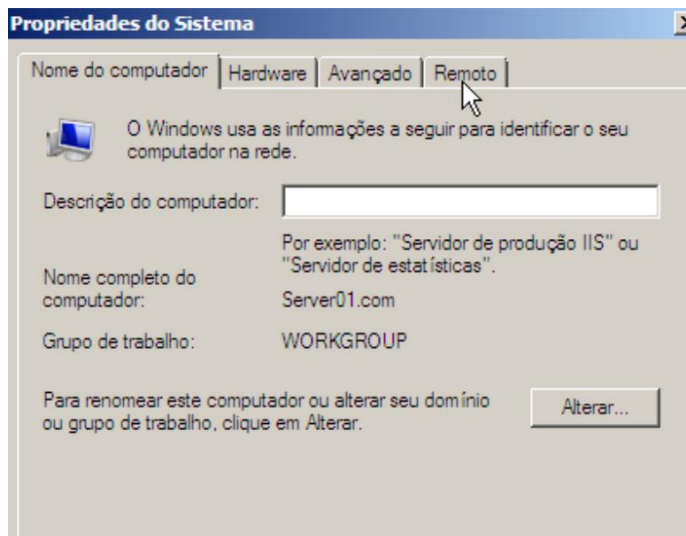 Propriedades do Sistema
Nome do computador Hardware Avançado Remoto
O Windows usa as informações a seguir para identificar o seu
computador na rede.
Descrição do computador:
Por exemplo: "Servidor de produção IIS" ou
"Servidor de estatísticas".
Nome completo do
computador:
Server01.com
Grupo de trabalho: WORKGROUP
Para renomear este computador ou alterar seu domínio
ou grupo de trabalho, clique em Alterar.
Alterar...